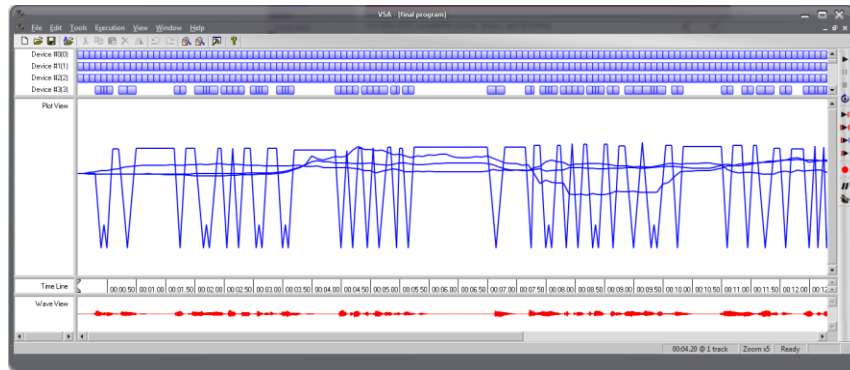 VSA - [final program]
File Edit Tools Execution View Window Help
Device #0(0)
Device #1(1)
Device #2(2)
Device #3(3)
Plot View
Time Line
00:00.50 00:01.00 00:01.50 00:02.00 00:02.50 00:03.00 00:03.50 00:04.00 00:04.50 00:05.00 00:05.50 00:06.00 00:06.50 00:07.00 00:07.50 00:08.00 00:08.50 00:09.00 00:09.50 00:10.00 00:10.50 00:11.00 00:11.50 00:12.00 00:12
Wave View
00:04.20 @ 1 track Zoom x5 Ready